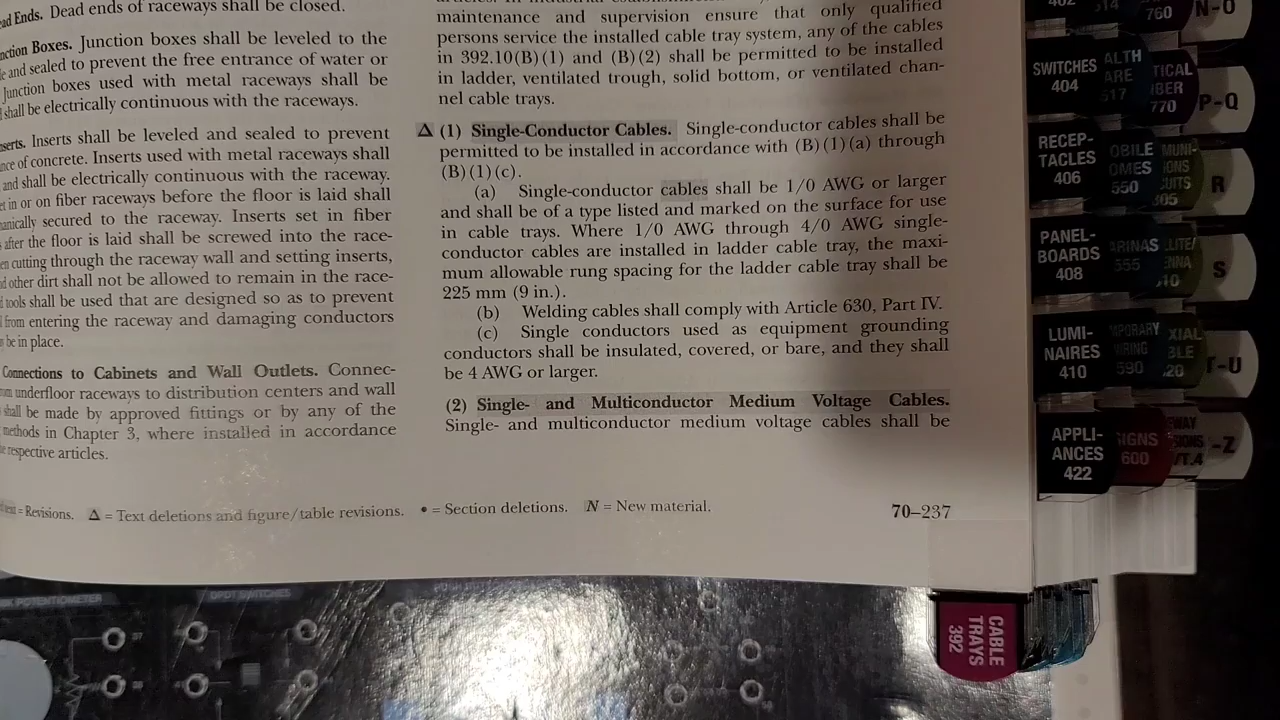 Dead ends of raceways shall be closed.
Junction boxes shall be leveled to the
and sealed to prevent the free entrance of water or
Junction boxes used with metal raceways shall be
shall be electrically continuous with the raceways.
Inserts shall be leveled and sealed to prevent
of concrete. Inserts used with metal raceways shall
and shall be electrically continuous with the raceway.
in or on fiber raceways before the floor is laid shall
secured to the raceway. Inserts set in fiber
after the floor is laid shall be screwed into the race-
cutting through the raceway wall and setting inserts,
other dirt shall not be allowed to remain in the race-
tools shall be used that are designed so as to prevent
from entering the raceway and damaging conductors
be in place.
Connections to Cabinets and Wall Outlets. Connec-
underfloor raceways to distribution centers and wall
shall be made by approved fittings or by any of the
methods in Chapter 3, where installed in accordance
respective articles.
maintenance and supervision ensure that only qualified
persons service the installed cable tray system, any of the cables
in 392.10(B)(1) and (B)(2) shall be permitted to be installed
in ladder, ventilated trough, solid bottom, or ventilated chan-
nel cable trays.
Δ (1) Single-Conductor Cables. Single-conductor cables shall be
permitted to be installed in accordance with (B)(1)(a) through
(B)(1)(c).
(a) Single-conductor cables shall be 1/0 AWG or larger
and shall be of a type listed and marked on the surface for use
in cable trays. Where 1/0 AWG through 4/0 AWG single-
conductor cables are installed in ladder cable tray, the maxi-
mum allowable rung spacing for the ladder cable tray shall be
225 mm (9 in.).
(b) Welding cables shall comply with Article 630, Part IV.
(c) Single conductors used as equipment grounding
conductors shall be insulated, covered, or bare, and they shall
be 4 AWG or larger.
(2) Single- and Multiconductor Medium Voltage Cables.
Single- and multiconductor medium voltage cables shall be
= Revisions. Δ = Text deletions and figure/table revisions. • = Section deletions. N = New material.
70–237
760
N-O
SWITCHES
404
770
P-Q
RECEP-
TACLES
406
550
R
PANEL-
BOARDS
408
555
S
LUMI-
NAIRES
410
590
T-U
APPLI-
ANCES
422
SIGNS
600
-Z
CABLE
TRAYS
392
DPDT SWITCHES